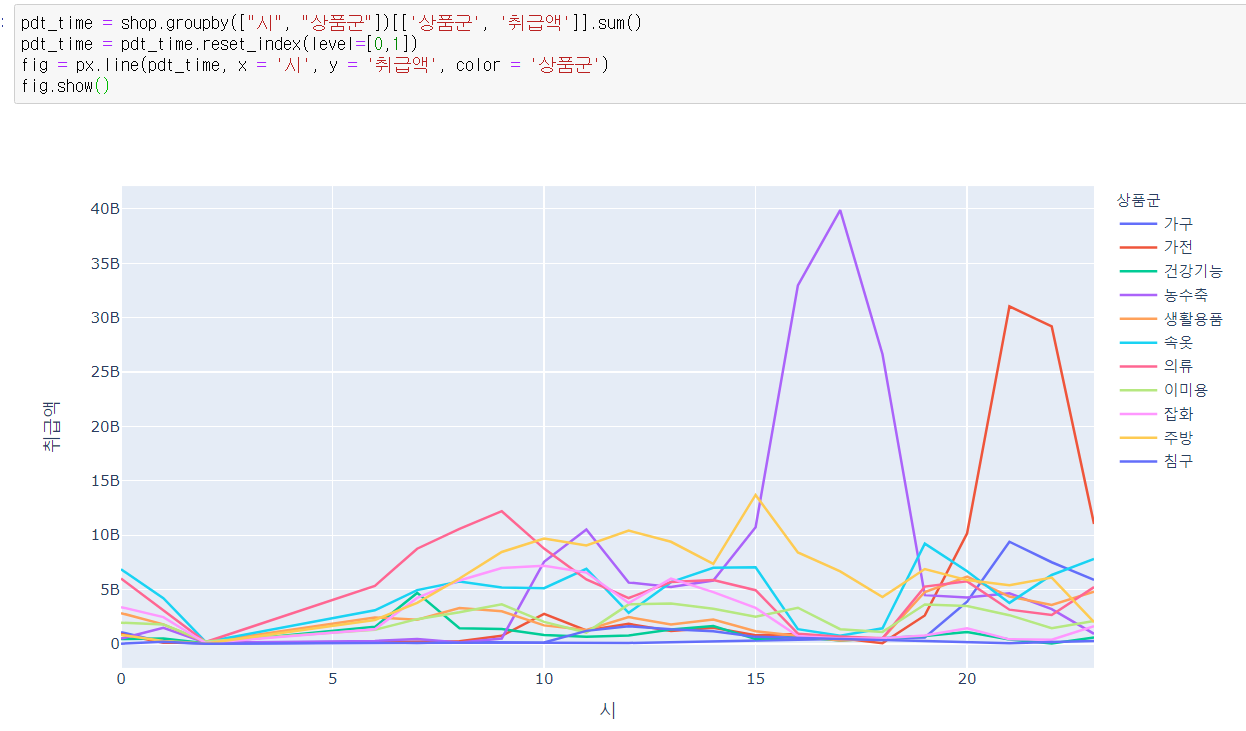 :
pdt_time = shop.groupby(["시", "상품군"])[['상품군', '취급액']].sum()
pdt_time = pdt_time.reset_index(level=[0,1])
fig = px.line(pdt_time, x = '시', y = '취급액', color = '상품군')
fig.show()
40B
35B
30B
25B
20B
15B
10B
5B
0
취급액
0
5
10
15
20
시
상품군
가구
가전
건강기능
농수축
생활용품
속옷
의류
이미용
잡화
주방
침구